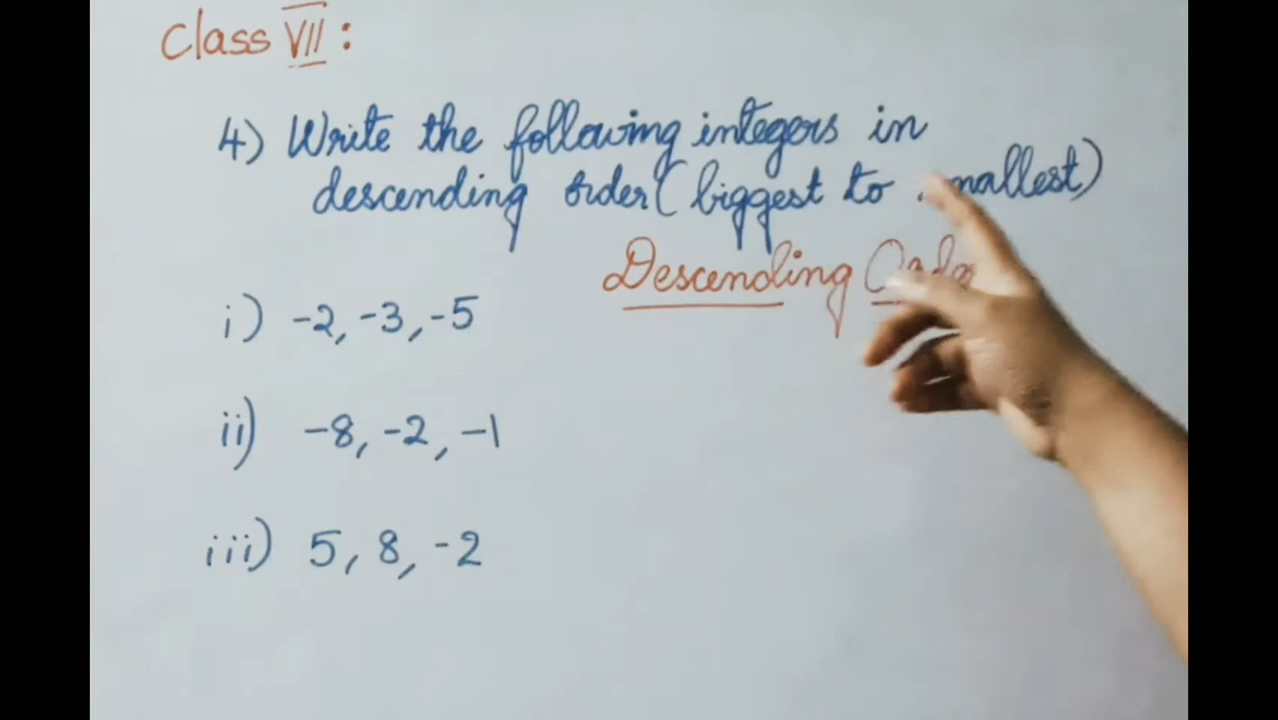 Class VII:
4) Write the following integers in
descending order (biggest to smallest)
Descending
i) -2, -3, -5
ii) -8, -2, -1
iii) 5, 8, -2